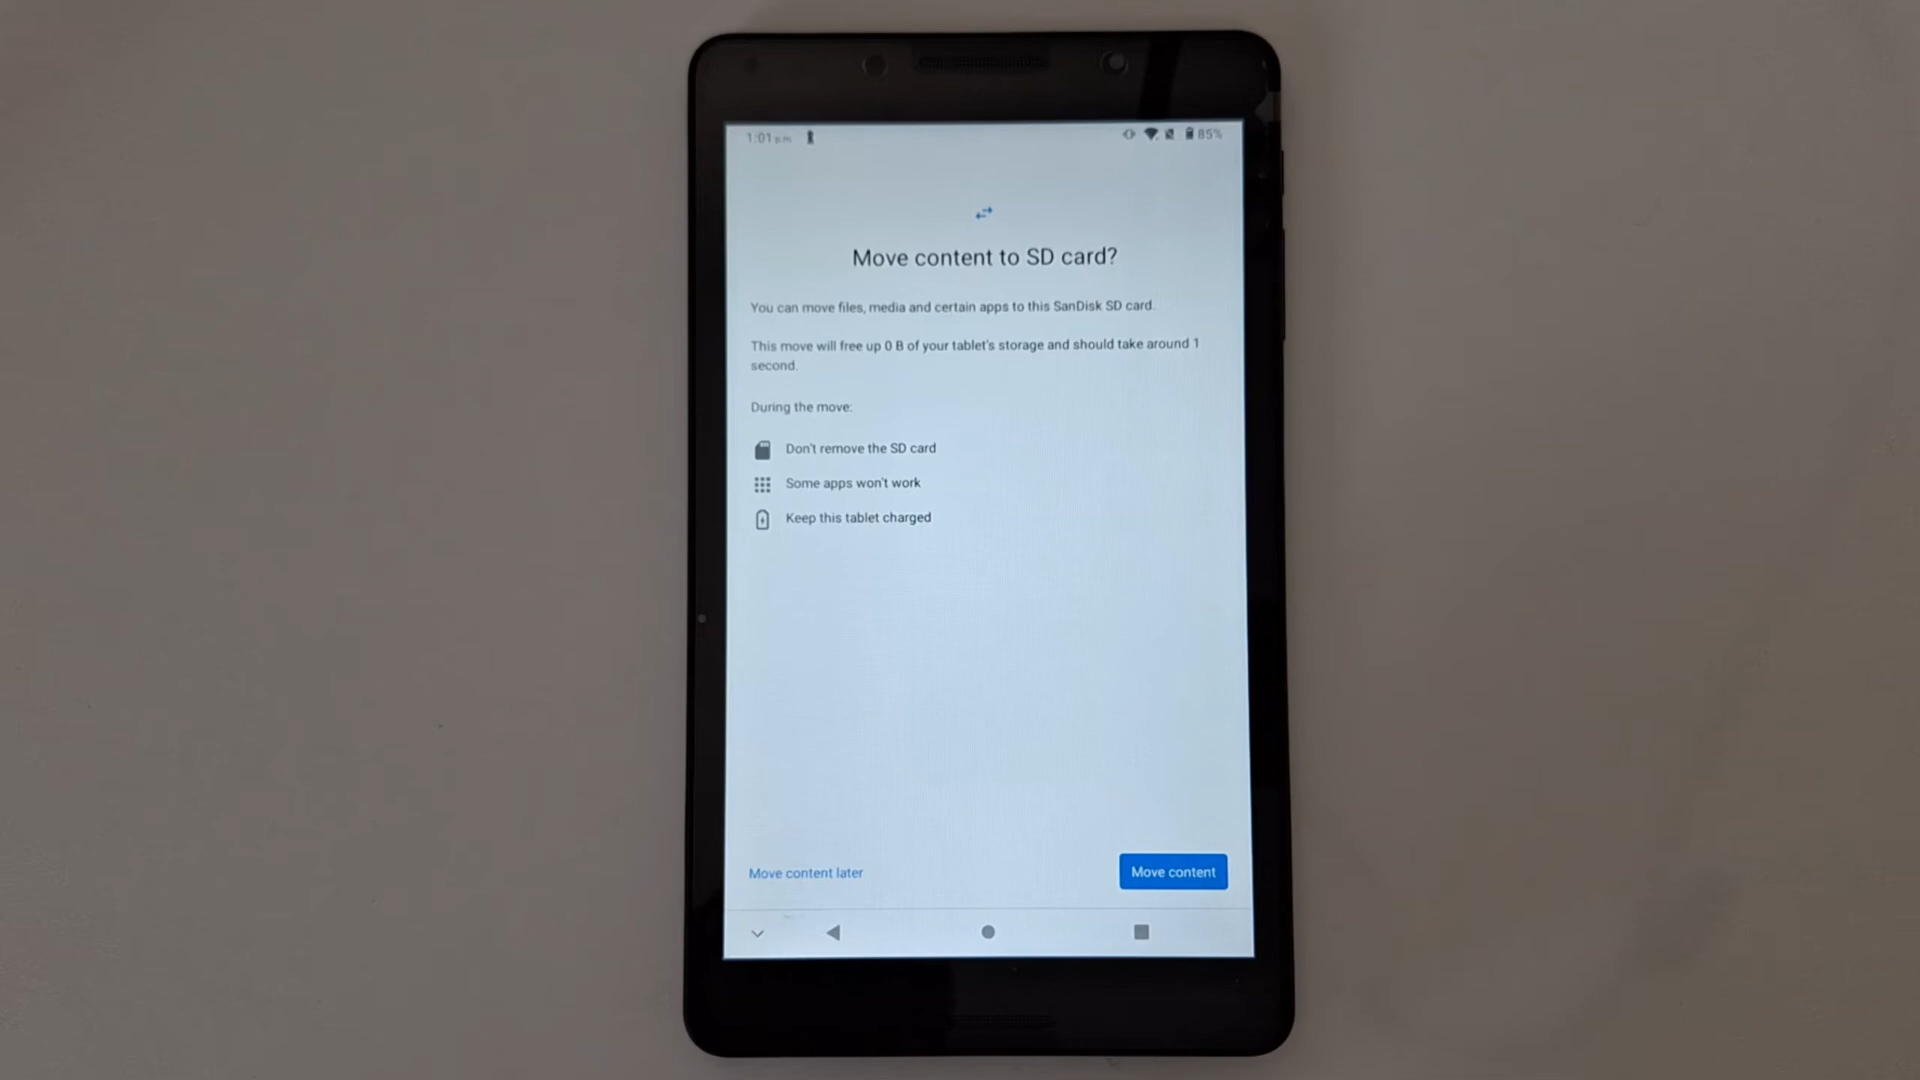 1:01 p.m. 85%
Move content to SD card?
You can move files, media and certain apps to this SanDisk SD card.
This move will free up 0 B of your tablet's storage and should take around 1
second.
During the move:
Don't remove the SD card
Some apps won't work
Keep this tablet charged
Move content later Move content